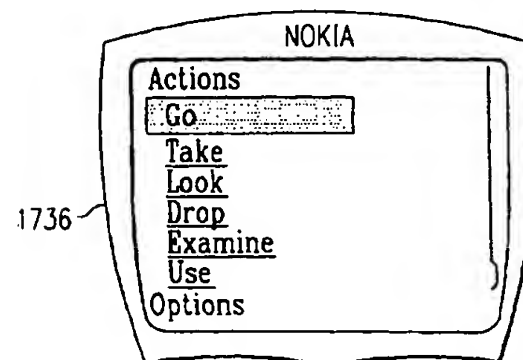 NOKIA
Actions
Go
Take
Look
Drop
Examine
1736
Use
Options